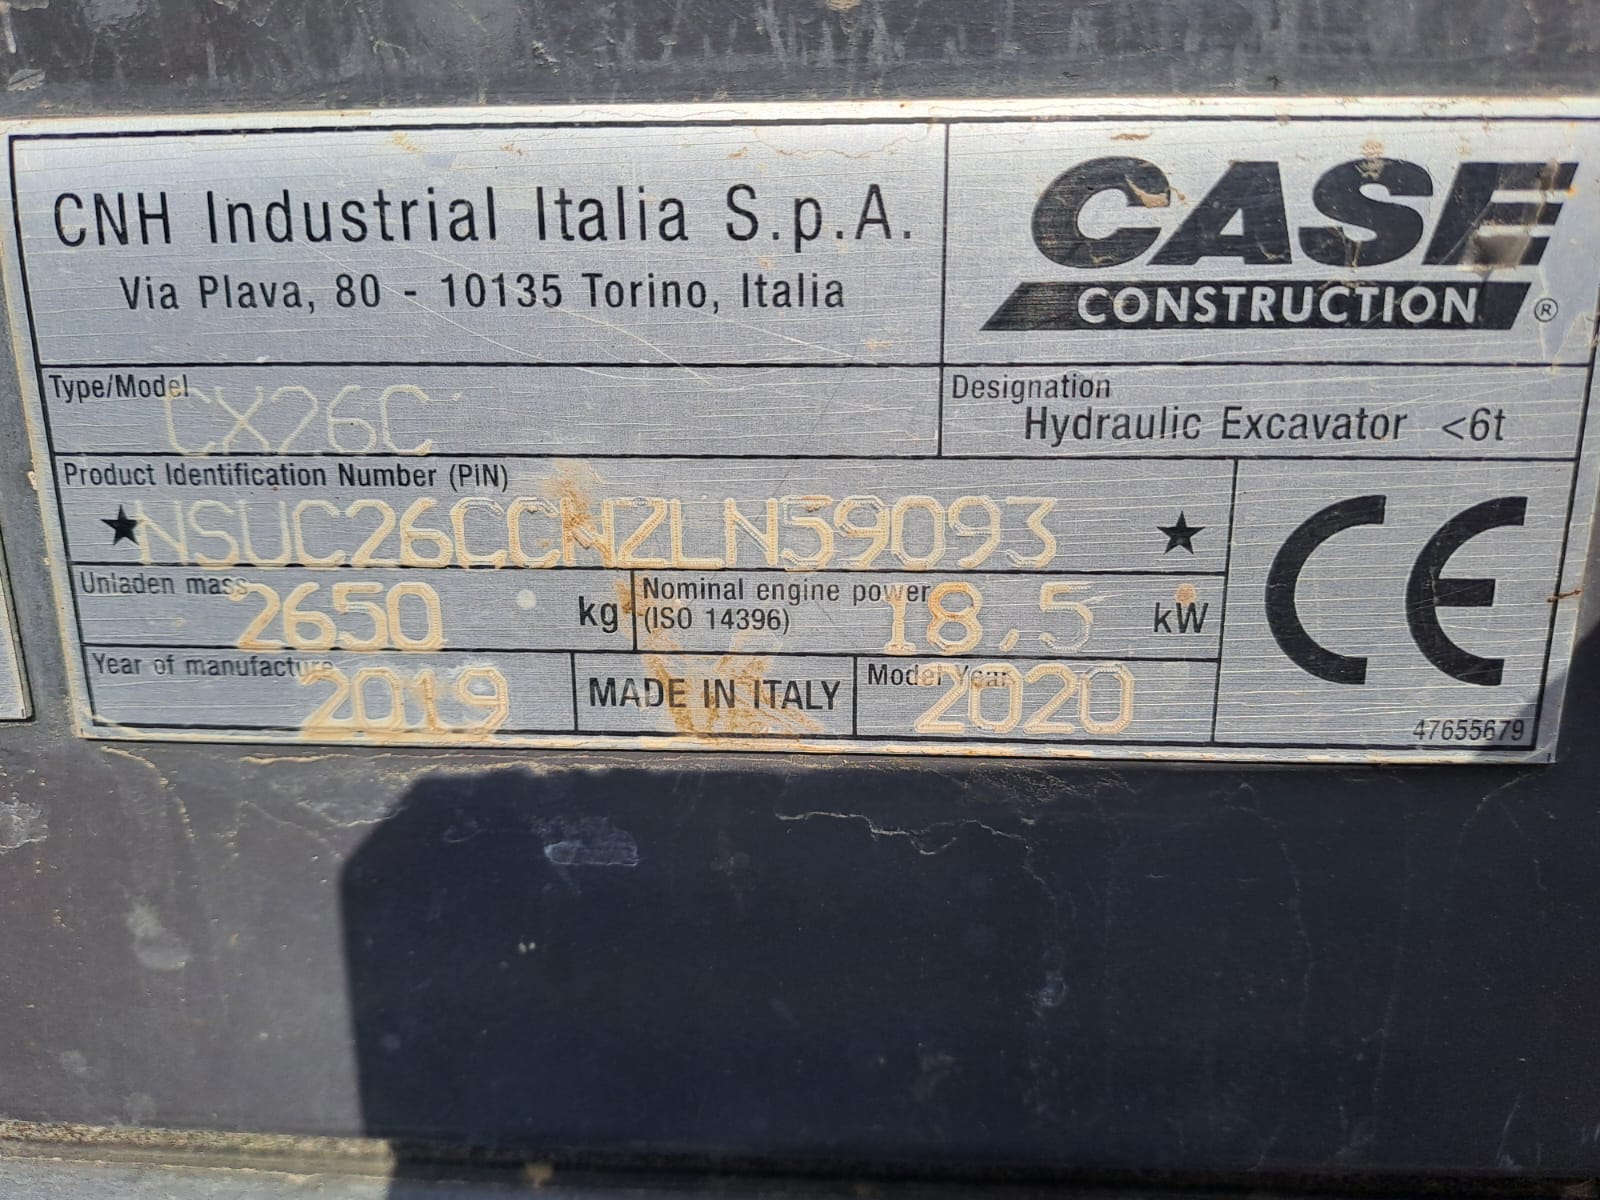 CNH Industrial Italia S.p.A.
Via Plava, 80 - 10135 Torino, Italia
CASE
CONSTRUCTION ®
Type/Model CX26C
Designation
Hydraulic Excavator <6t
Product Identification Number (PIN)
★NSUC26CCNZLN59093 ★
Unladen mass 2650 kg
Nominal engine power
(ISO 14396) 18,5 kW
CE
Year of manufacture 2019
MADE IN ITALY
Model Year 2020
47655679